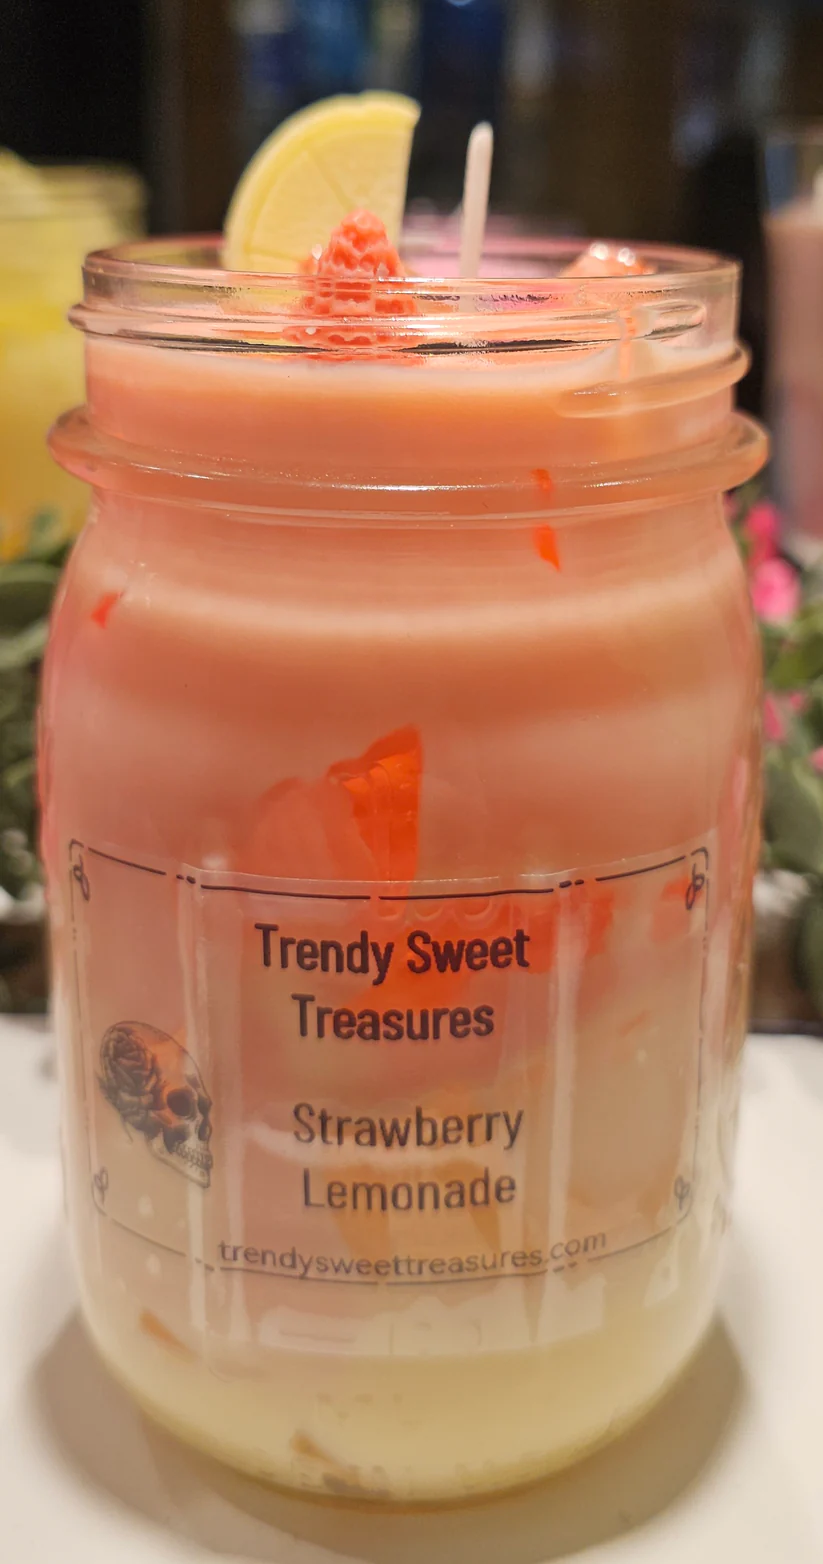 Trendy Sweet
Treasures
Strawberry
Lemonade
trendysweettreasures.com